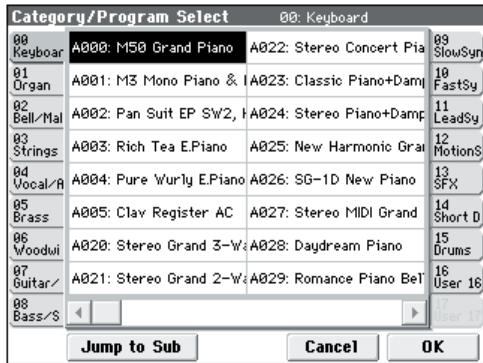 Category/Program Select 00: Keyboard
00
Keyboar
01
Organ
02
Bell/Mal
03
Strings
04
Vocal/A
05
Brass
06
Woodwi
07
Guitar/
08
Bass/S
A000: M50 Grand Piano
A001: M3 Mono Piano &
A002: Pan Suit EP SW2,
A003: Rich Tea E.Piano
A004: Pure Wurly E.Piano
A005: Clav Register AC
A020: Stereo Grand 3-Wa
A021: Stereo Grand 2-Wa
A022: Stereo Concert Pia
A023: Classic Piano+Damp
A024: Stereo Piano+Damp
A025: New Harmonic Gra
A026: SG-1D New Piano
A027: Stereo MIDI Grand
A028: Daydream Piano
A029: Romance Piano Bel
09
SlowSyn
10
FastSy
11
LeadSy
12
MotionS
13
SFX
14
Short D
15
Drums
16
User 16
17
User 17
Jump to Sub
Cancel
OK